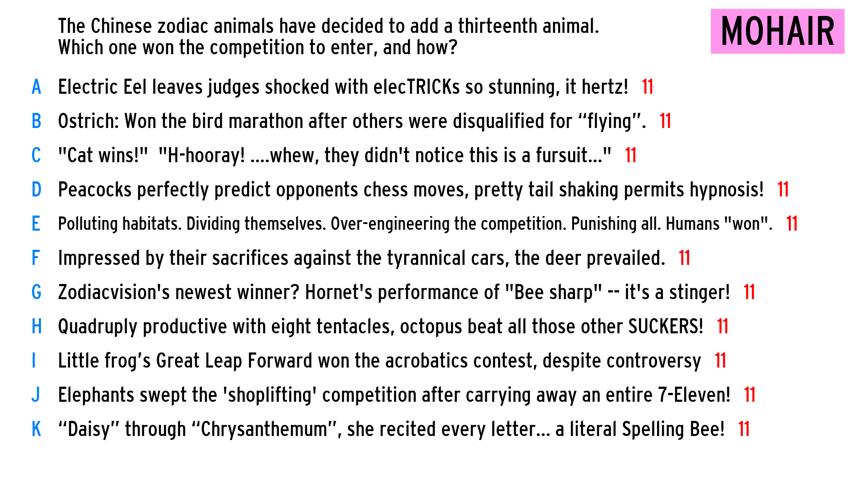 The Chinese zodiac animals have decided to add a thirteenth animal.
Which one won the competition to enter, and how?
MOHAIR
A Electric Eel leaves judges shocked with elecTRICKs so stunning, it hertz! 11
B Ostrich: Won the bird marathon after others were disqualified for “flying”. 11
C "Cat wins!" "H-hooray! ....whew, they didn't notice this is a fursuit..." 11
D Peacocks perfectly predict opponents chess moves, pretty tail shaking permits hypnosis! 11
E Polluting habitats. Dividing themselves. Over-engineering the competition. Punishing all. Humans "won". 11
F Impressed by their sacrifices against the tyrannical cars, the deer prevailed. 11
G Zodiacvision's newest winner? Hornet's performance of "Bee sharp" -- it's a stinger! 11
H Quadruply productive with eight tentacles, octopus beat all those other SUCKERS! 11
I Little frog’s Great Leap Forward won the acrobatics contest, despite controversy 11
J Elephants swept the 'shoplifting' competition after carrying away an entire 7-Eleven! 11
K “Daisy” through “Chrysanthemum”, she recited every letter... a literal Spelling Bee! 11